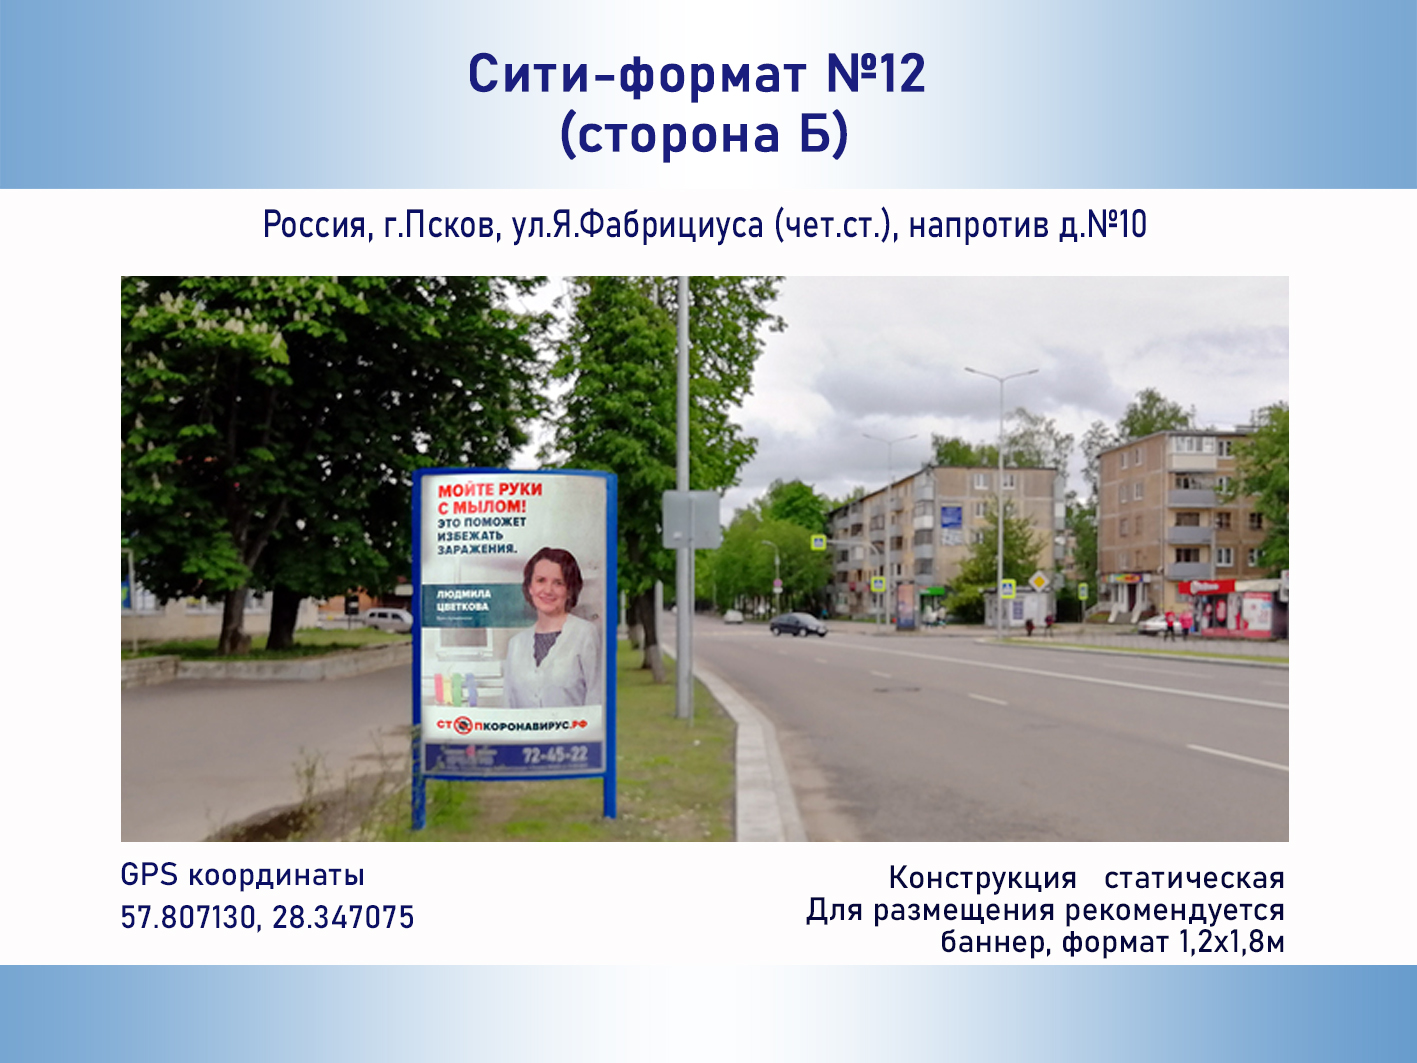 Сити-формат №12
(сторона Б)
Россия, г.Псков, ул.Я.Фабрициуса (чет.ст.), напротив д.№10
МОЙТЕ РУКИ
С МЫЛОМ!
ЭТО ПОМОЖЕТ
ИЗБЕЖАТЬ
ЗАРАЖЕНИЯ.
ЛЮДМИЛА
ЦВЕТКОВА
СТОПКОРОНАВИРУС.РФ
72-45-22
GPS координаты
57.807130, 28.347075
Конструкция статическая
Для размещения рекомендуется
баннер, формат 1,2х1,8м